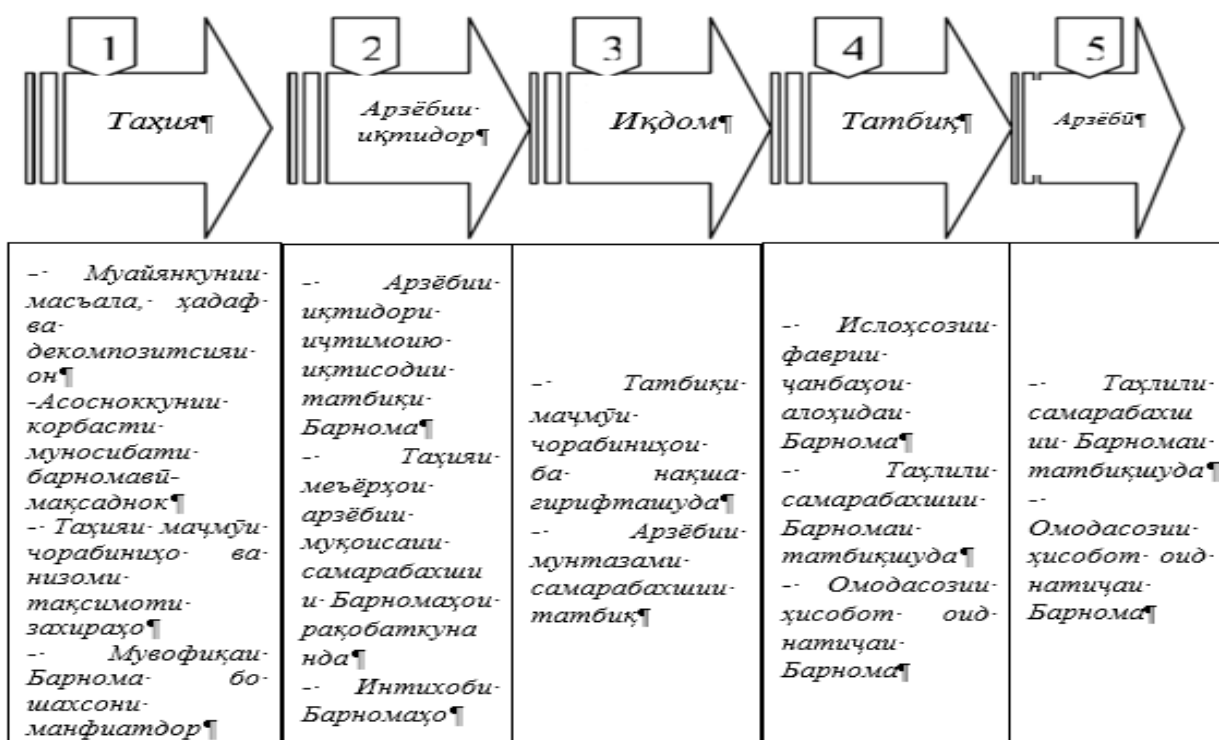 1
Таҳия¶
2
Арзёбии·
иқтидор¶
3
Иқдом¶
4
Татбиқ¶
5
Арзёбӣ¶
-· Муайянкунии·
масъала,· ҳадаф·
ва·
декомпозитсияи·
он¶
-Асосноккунии·
корбасти·
муносибати·
барномавӣ-
мақсаднок¶
-· Таҳияи· маҷмӯи·
чорабиниҳо· ва·
низоми·
тақсимоти·
захираҳо¶
-· Мувофиқаи·
Барнома· бо·
шахсони·
манфиатдор¶
-· Арзёбии·
иқтидори·
иҷтимоию·
иқтисодии·
татбиқи·
Барнома¶
-· Таҳияи·
меъёрҳои·
арзёбии·
муқоисаии·
самарабахши
и· Барномаҳои·
рақобаткуна
нда¶
-· Интихоби·
Барномаҳо¶
-· Татбиқи·
маҷмӯи·
чорабиниҳои·
ба· нақша·
гирифташуда¶
-· Арзёбии·
мунтазами·
самарабахшии·
татбиқ¶
-· Ислоҳсозии·
фаврии·
ҷанбаҳои·
алоҳидаи·
Барнома¶
-· Таҳлили·
самарабахшии·
Барномаи·
татбиқшуда¶
-· Омодасозии·
ҳисобот· оид·
натиҷаи·
Барнома¶
-· Таҳлили·
самарабахш
ии· Барномаи·
татбиқшуда¶
-·
Омодасозии·
ҳисобот· оид·
натиҷаи·
Барнома¶